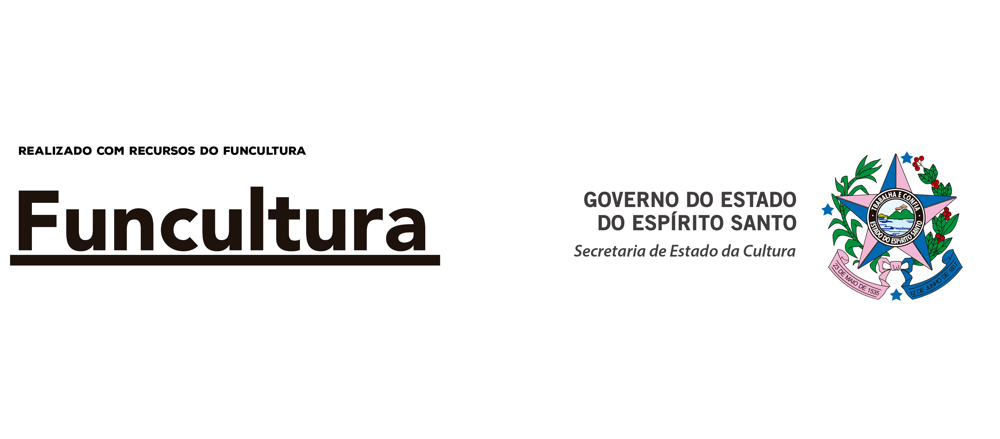 REALIZADO COM RECURSOS DO FUNCULTURA
Funcultura
GOVERNO DO ESTADO
DO ESPÍRITO SANTO
Secretaria de Estado da Cultura
TRABALHA E CONFIA
ESTADO DO ESPÍRITO SANTO
23 DE MAIO DE 1535
12 DE JUNHO DE 1817